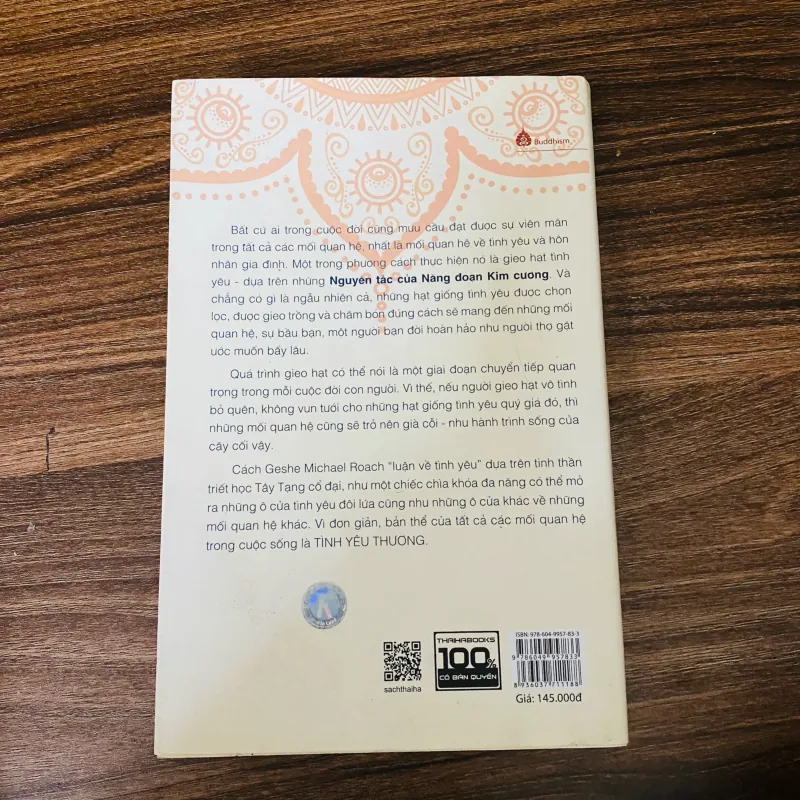 Buddhism
Bất cứ ai trong cuộc đời cũng mưu cầu đạt được sự viên mãn
trong tất cả các mối quan hệ, nhất là mối quan hệ về tình yêu và hôn
nhân gia đình. Một trong phương cách thực hiện nó là gieo hạt tình
yêu - dựa trên những Nguyên tắc của Năng đoạn Kim cương. Và
chẳng có gì là ngẫu nhiên cả, những hạt giống tình yêu được chọn
lọc, được gieo trồng và chăm bón đúng cách sẽ mang đến những mối
quan hệ, sự bầu bạn, một người bạn đời hoàn hảo như người thợ gặt
ước muốn bấy lâu.
Quá trình gieo hạt có thể nói là một giai đoạn chuyển tiếp quan
trọng trong mỗi cuộc đời con người. Vì thế, nếu người gieo hạt vô tình
bỏ quên, không vun tưới cho những hạt giống tình yêu quý giá đó, thì
những mối quan hệ cũng sẽ trở nên già cỗi - như hành trình sống của
cây cối vậy.
Cách Geshe Michael Roach "luận về tình yêu" dựa trên tinh thần
triết học Tây Tạng cổ đại, như một chiếc chìa khóa đa năng có thể mở
ra những ô cửa tình yêu đôi lứa cũng như những ô cửa khác về những
mối quan hệ khác. Vì đơn giản, bản thể của tất cả các mối quan hệ
trong cuộc sống là TÌNH YÊU THƯƠNG.
sachthaiha
THAIHABOOKS
100%
CÓ BẢN QUYỀN
ISBN: 978-604-9957-83-3
9 786049 957833
8 936037 711188
Giá: 145.000đ